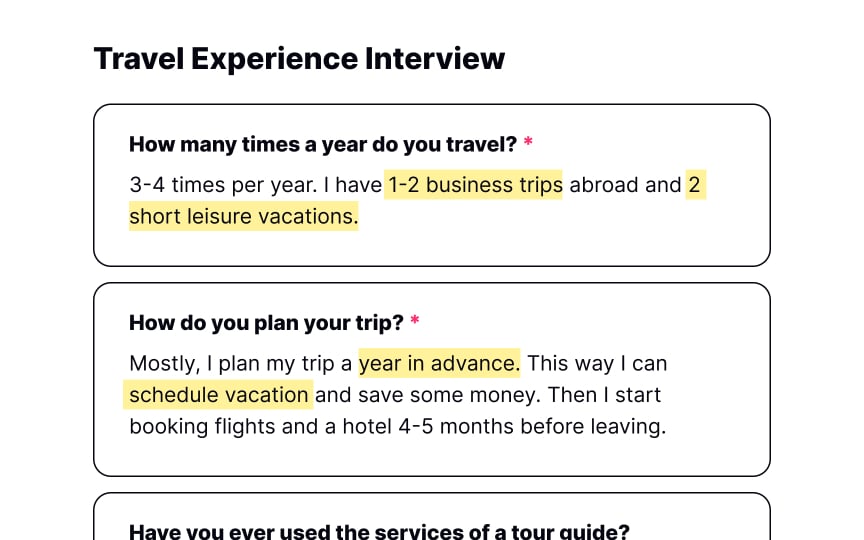 Travel Experience Interview
How many times a year do you travel? *
3-4 times per year. I have 1-2 business trips abroad and 2
short leisure vacations.
How do you plan your trip? *
Mostly, I plan my trip a year in advance. This way I can
schedule vacation and save some money. Then I start
booking flights and a hotel 4-5 months before leaving.
Have you ever used the services of a tour guide?